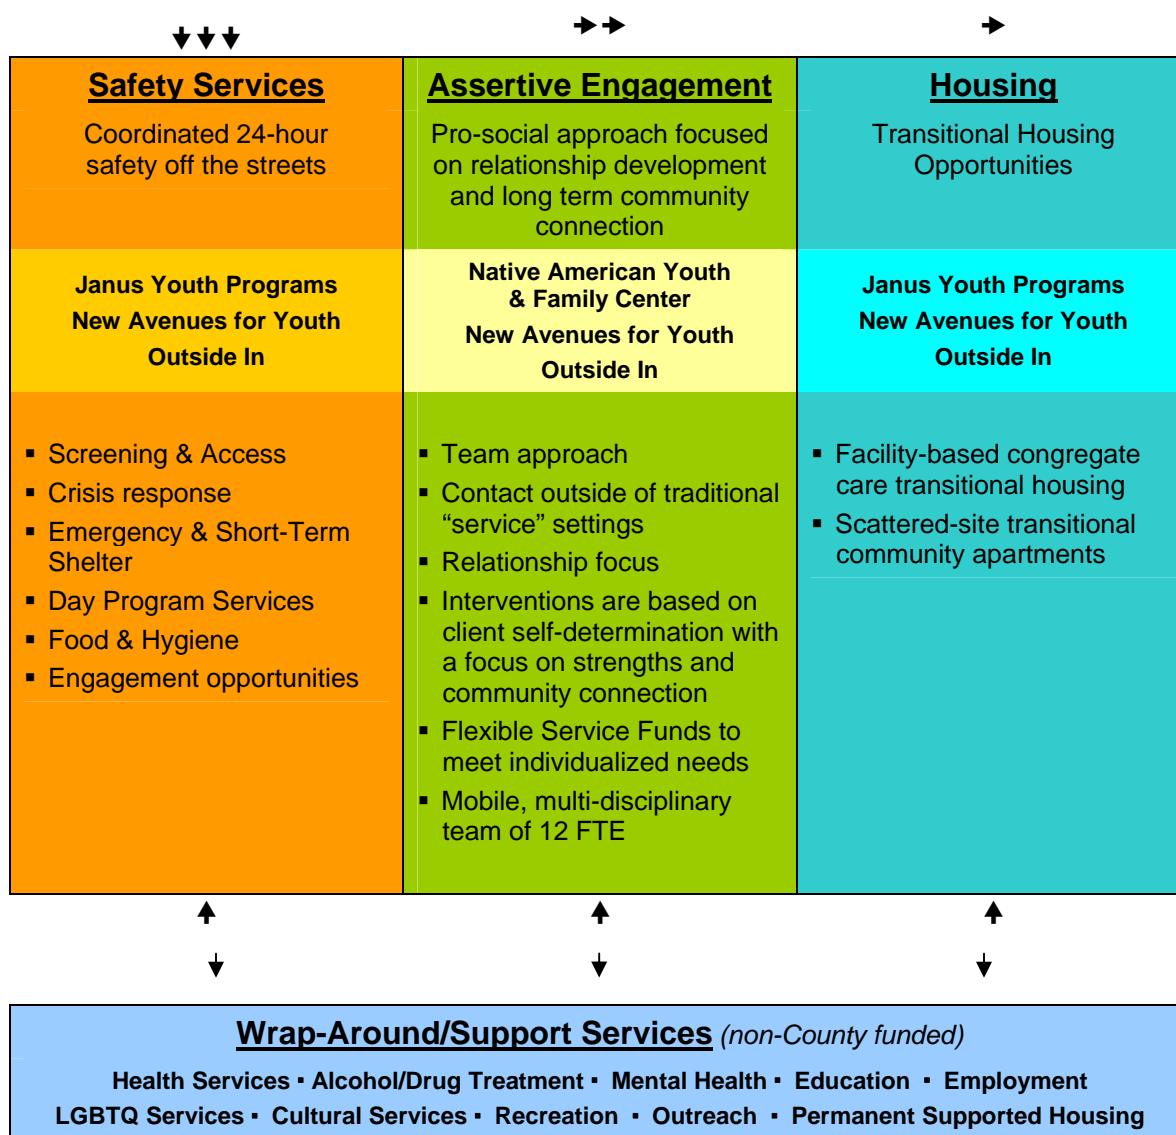 Safety Services
Coordinated 24-hour
safety off the streets
Janus Youth Programs
New Avenues for Youth
Outside In
▪ Screening & Access
▪ Crisis response
▪ Emergency & Short-Term
Shelter
▪ Day Program Services
▪ Food & Hygiene
▪ Engagement opportunities
Assertive Engagement
Pro-social approach focused
on relationship development
and long term community
connection
Native American Youth
& Family Center
New Avenues for Youth
Outside In
▪ Team approach
▪ Contact outside of traditional
“service” settings
▪ Relationship focus
▪ Interventions are based on
client self-determination with
a focus on strengths and
community connection
▪ Flexible Service Funds to
meet individualized needs
▪ Mobile, multi-disciplinary
team of 12 FTE
Housing
Transitional Housing
Opportunities
Janus Youth Programs
New Avenues for Youth
Outside In
▪ Facility-based congregate
care transitional housing
▪ Scattered-site transitional
community apartments
Wrap-Around/Support Services (non-County funded)
Health Services ▪ Alcohol/Drug Treatment ▪ Mental Health ▪ Education ▪ Employment
LGBTQ Services ▪ Cultural Services ▪ Recreation ▪ Outreach ▪ Permanent Supported Housing